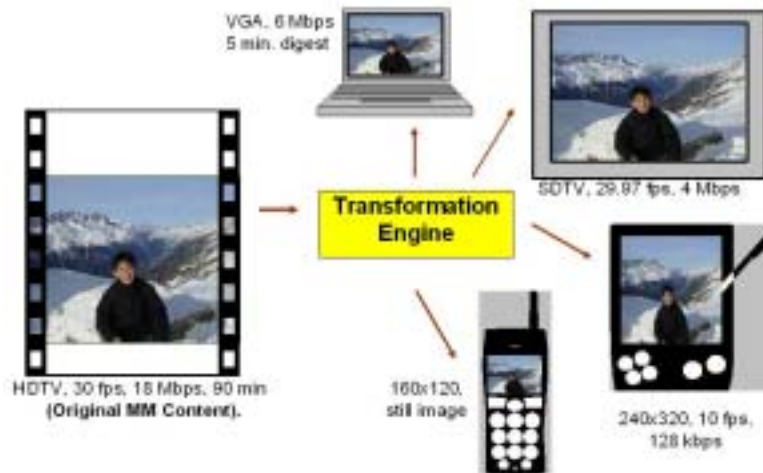 VGA, 6 Mbps
5 min. digest
SDTV, 29.97 fps, 4 Mbps
Transformation
Engine
HDTV, 30 fps, 18 Mbps, 90 min
(Original MM Content).
160x120,
still image
240x320, 10 fps,
128 kbps